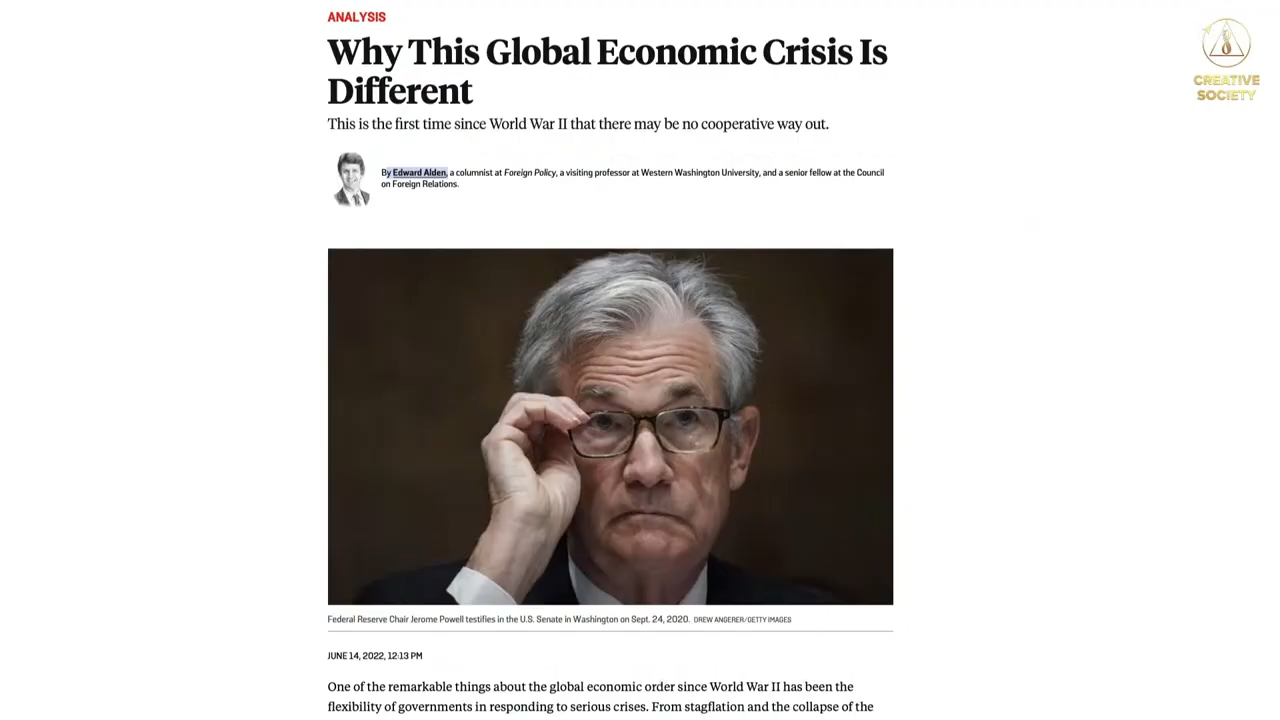 ANALYSIS
Why This Global Economic Crisis Is
Different
This is the first time since World War II that there may be no cooperative way out.
By Edward Alden, a columnist at Foreign Policy, a visiting professor at Western Washington University, and a senior fellow at the Council
on Foreign Relations.
Federal Reserve Chair Jerome Powell testifies in the U.S. Senate in Washington on Sept. 24, 2020. DREW ANGERER/GETTY IMAGES
JUNE 14, 2022, 12:13 PM
One of the remarkable things about the global economic order since World War II has been the
flexibility of governments in responding to serious crises. From stagflation and the collapse of the
CREATIVE
SOCIETY